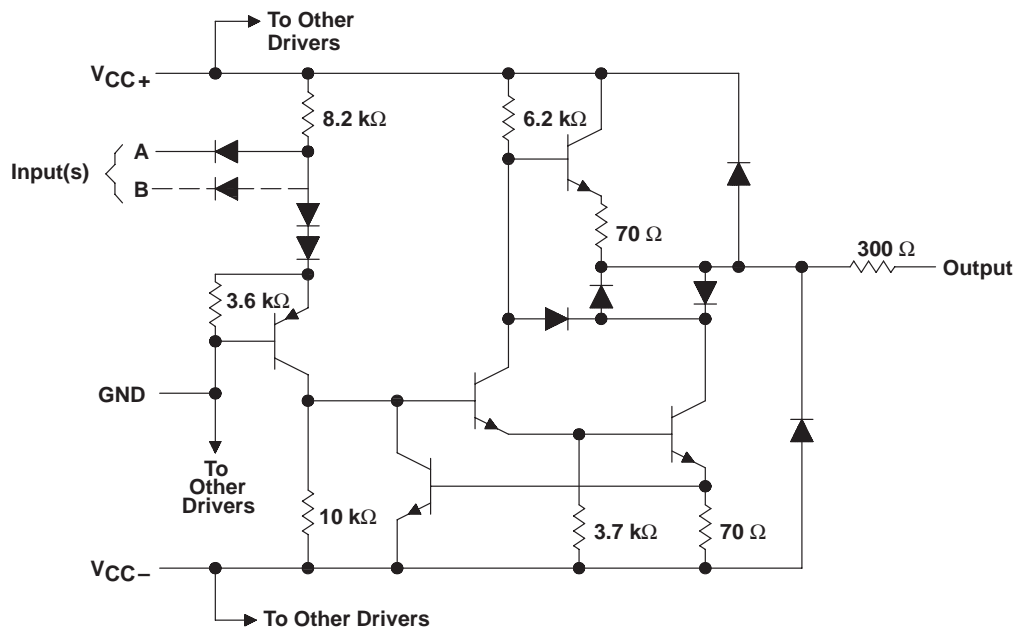 To Other
Drivers
VCC+
8.2 kΩ
6.2 kΩ
A
Input(s)
B
70 Ω
300 Ω
Output
3.6 kΩ
GND
To
Other
Drivers
10 kΩ
3.7 kΩ
70 Ω
VCC−
To Other Drivers